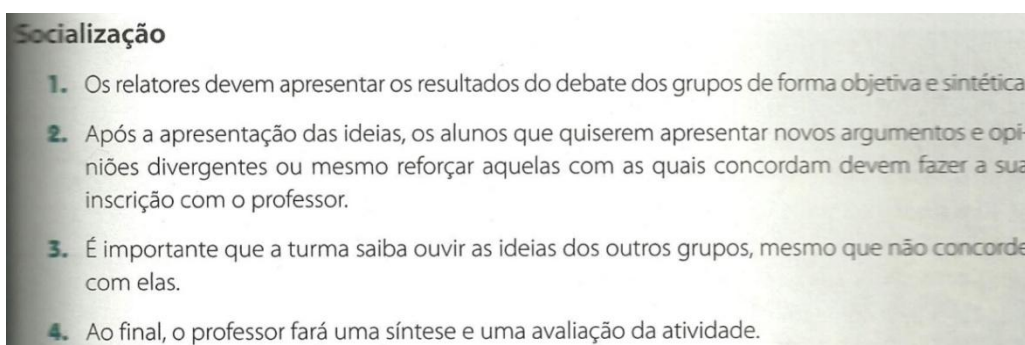 Socialização
1. Os relatores devem apresentar os resultados do debate dos grupos de forma objetiva e sintética
2. Após a apresentação das ideias, os alunos que quiserem apresentar novos argumentos e opi-
niões divergentes ou mesmo reforçar aquelas com as quais concordam devem fazer a sua
inscrição com o professor.
3. É importante que a turma saiba ouvir as ideias dos outros grupos, mesmo que não concorde
com elas.
4. Ao final, o professor fará uma síntese e uma avaliação da atividade.